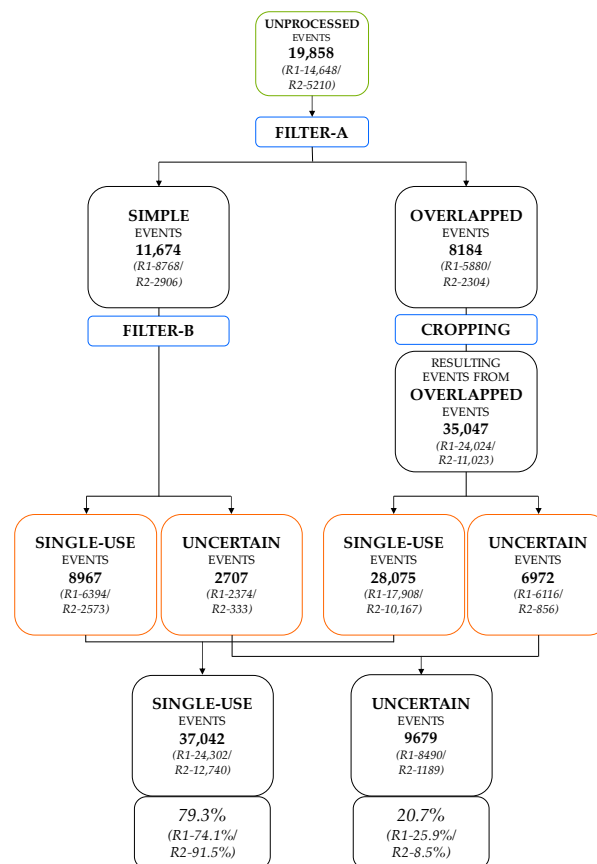 UNPROCESSED
EVENTS
19,858
(R1-14,648/
R2-5210)
FILTER-A
SIMPLE
EVENTS
11,674
(R1-8768/
R2-2906)
OVERLAPPED
EVENTS
8184
(R1-5880/
R2-2304)
FILTER-B
CROPPING
RESULTING
EVENTS FROM
OVERLAPPED
EVENTS
35,047
(R1-24,024/
R2-11,023)
SINGLE-USE
EVENTS
8967
(R1-6394/
R2-2573)
UNCERTAIN
EVENTS
2707
(R1-2374/
R2-333)
SINGLE-USE
EVENTS
28,075
(R1-17,908/
R2-10,167)
UNCERTAIN
EVENTS
6972
(R1-6116/
R2-856)
SINGLE-USE
EVENTS
37,042
(R1-24,302/
R2-12,740)
UNCERTAIN
EVENTS
9679
(R1-8490/
R2-1189)
79.3%
(R1-74.1%/
R2-91.5%)
20.7%
(R1-25.9%/
R2-8.5%)